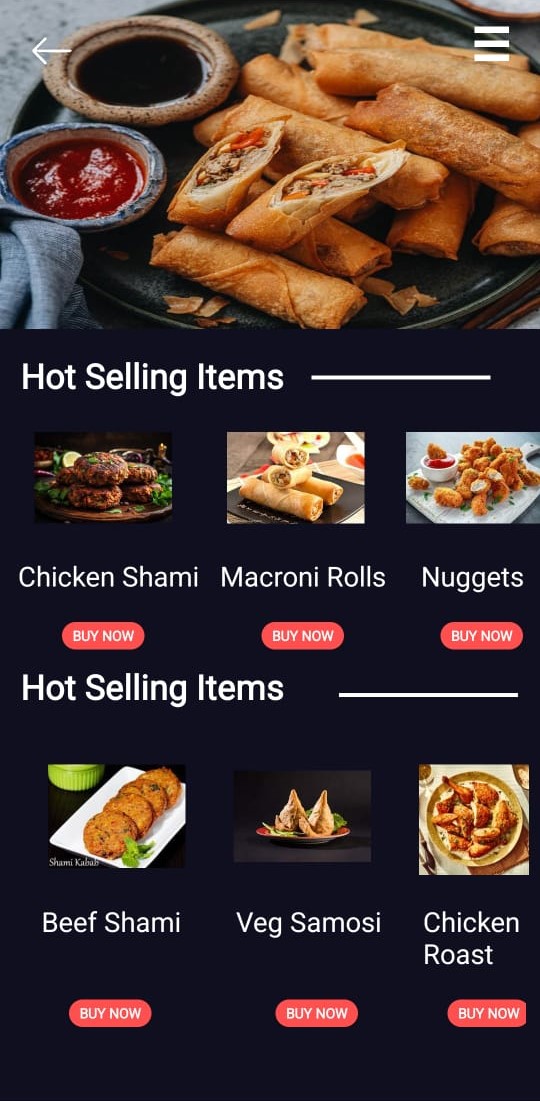 Hot Selling Items
Chicken Shami
Macroni Rolls
Nuggets
BUY NOW
BUY NOW
BUY NOW
Hot Selling Items
Shami Kabab
Beef Shami
Veg Samosi
Chicken
Roast
BUY NOW
BUY NOW
BUY NOW